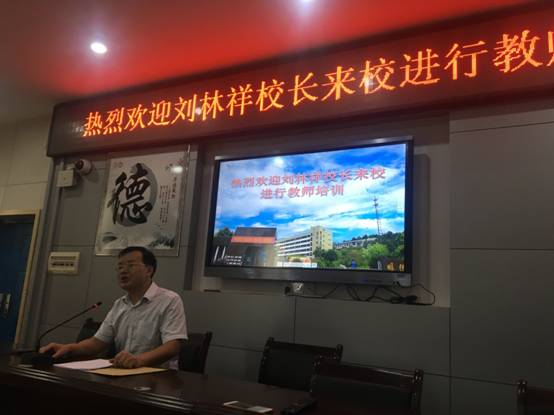 热烈欢迎刘林祥校长来校进行教师
德
热烈欢迎刘林祥校长来校
进行教师培训